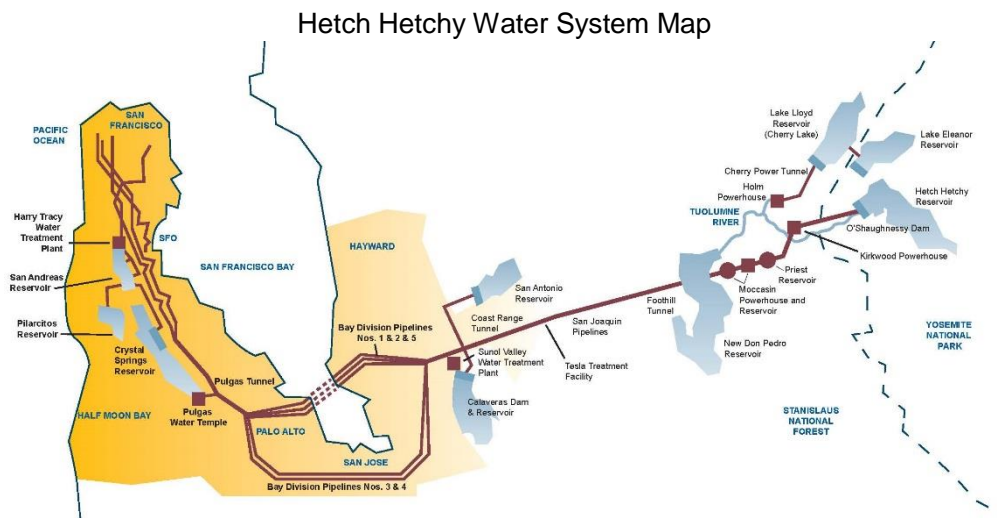 Hetch Hetchy Water System Map
PACIFIC
OCEAN
SAN
FRANCISCO
Harry Tracy
Water
Treatment
Plant
SFO
San Andreas
Reservoir
Pilarcitos
Reservoir
Crystal
Springs
Reservoir
HALF MOON BAY
Pulgas
Water Temple
Pulgas Tunnel
PALO ALTO
SAN JOSE
Bay Division Pipelines Nos. 3 & 4
SAN FRANCISCO BAY
HAYWARD
Bay Division Pipelines
Nos. 1 & 2 & 5
San Antonio
Reservoir
Coast Range
Tunnel
Sunol Valley
Water Treatment
Plant
Calaveras Dam
& Reservoir
San Joaquin
Pipelines
Tesla Treatment
Facility
Foothill
Tunnel
New Don Pedro
Reservoir
Moccasin
Powerhouse and
Reservoir
Priest
Reservoir
TUOLUMNE
RIVER
Holm
Powerhouse
Cherry Power Tunnel
Lake Lloyd
Reservoir
(Cherry Lake)
Lake Eleanor
Reservoir
Hetch Hetchy
Reservoir
O'Shaughnessy Dam
Kirkwood Powerhouse
YOSEMITE
NATIONAL
PARK
STANISLAUS
NATIONAL
FOREST